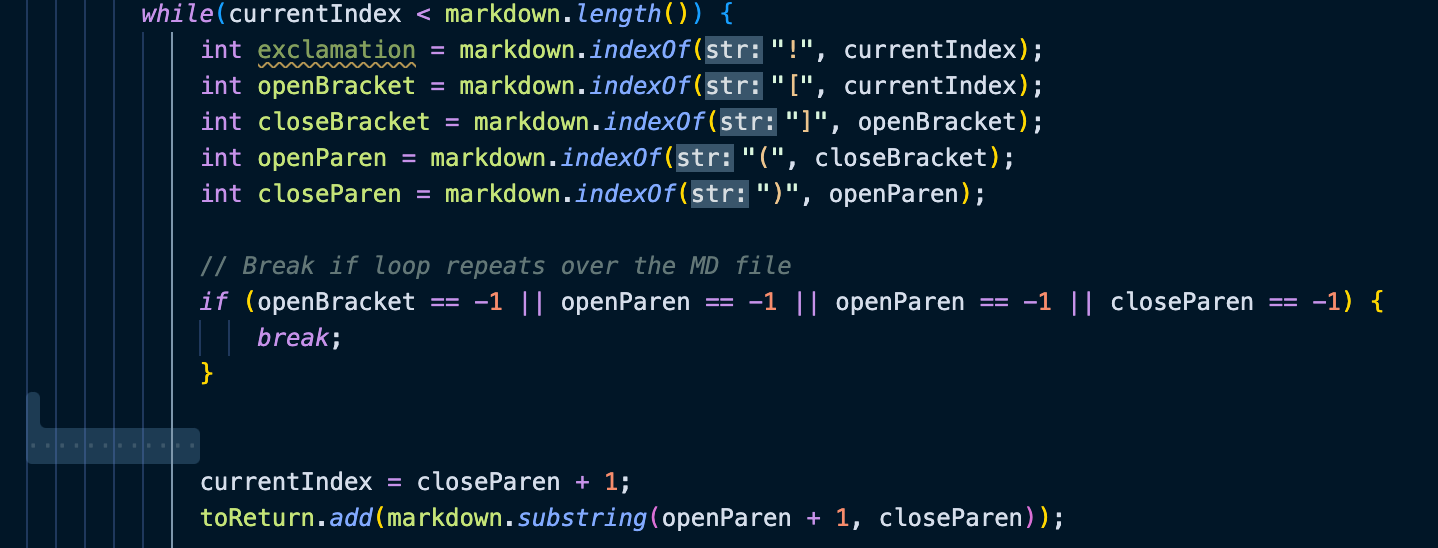 while(currentIndex < markdown.length()) {
int exclamation = markdown.indexOf(str: "!", currentIndex);
int openBracket = markdown.indexOf(str: "[", currentIndex);
int closeBracket = markdown.indexOf(str: "]", openBracket);
int openParen = markdown.indexOf(str: "(", closeBracket);
int closeParen = markdown.indexOf(str: ")", openParen);
// Break if loop repeats over the MD file
if (openBracket == -1 || openParen == -1 || openParen == -1 || closeParen == -1) {
break;
}
currentIndex = closeParen + 1;
toReturn.add(markdown.substring(openParen + 1, closeParen));